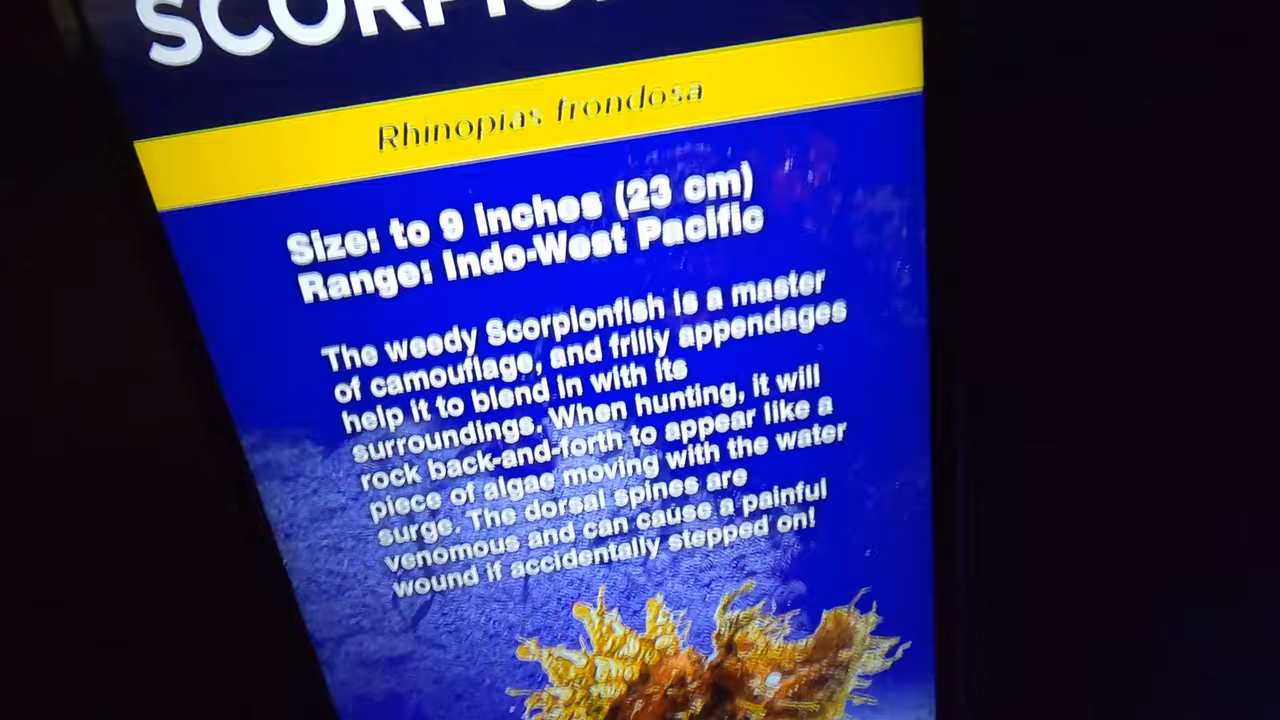 Rhinopias frondosa
Size: to 9 Inches (23 cm)
Range: Indo-West Pacific
The weedy Scorpionfish is a master
of camouflage, and frilly appendages
help it to blend in with its
surroundings. When hunting, it will
rock back-and-forth to appear like a
piece of algae moving with the water
surge. The dorsal spines are
venomous and can cause a painful
wound if accidentally stepped on!